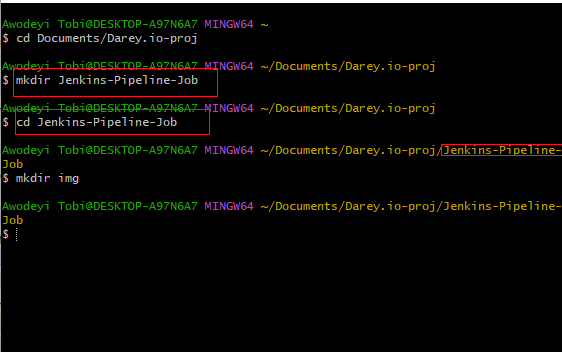 Awodeyi Tobi@DESKTOP-A97N6A7 MINGW64 ~
$ cd Documents/Darey.io-proj
Awodeyi Tobi@DESKTOP-A97N6A7 MINGW64 ~/Documents/Darey.io-proj
$ mkdir Jenkins-Pipeline-Job
Awodeyi Tobi@DESKTOP-A97N6A7 MINGW64 ~/Documents/Darey.io-proj
$ cd Jenkins-Pipeline-Job
Awodeyi Tobi@DESKTOP-A97N6A7 MINGW64 ~/Documents/Darey.io-proj/Jenkins-Pipeline-
Job
$ mkdir img
Awodeyi Tobi@DESKTOP-A97N6A7 MINGW64 ~/Documents/Darey.io-proj/Jenkins-Pipeline-
Job
$